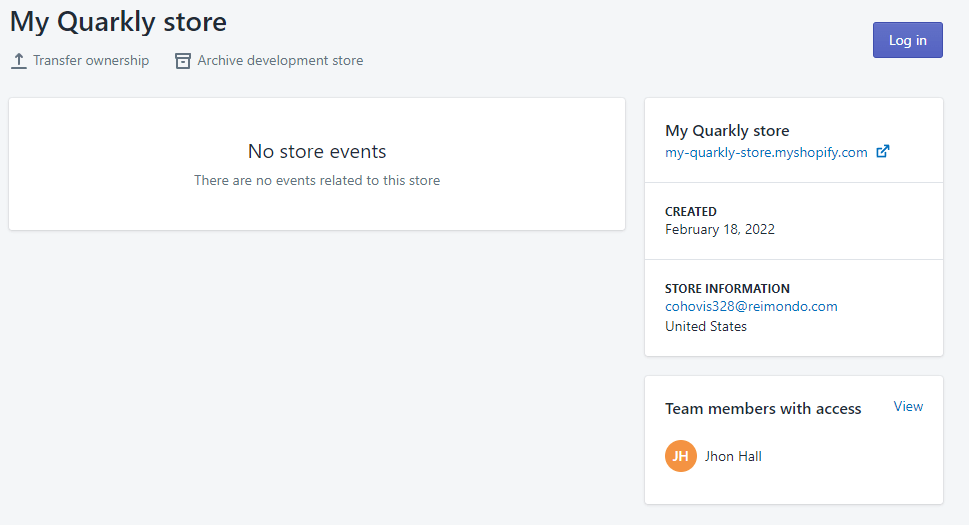 My Quarkly store
Transfer ownership
Archive development store
Log in
No store events
There are no events related to this store
My Quarkly store
my-quarkly-store.myshopify.com
CREATED
February 18, 2022
STORE INFORMATION
cohovis328@reimondo.com
United States
Team members with access
View
JH
Jhon Hall